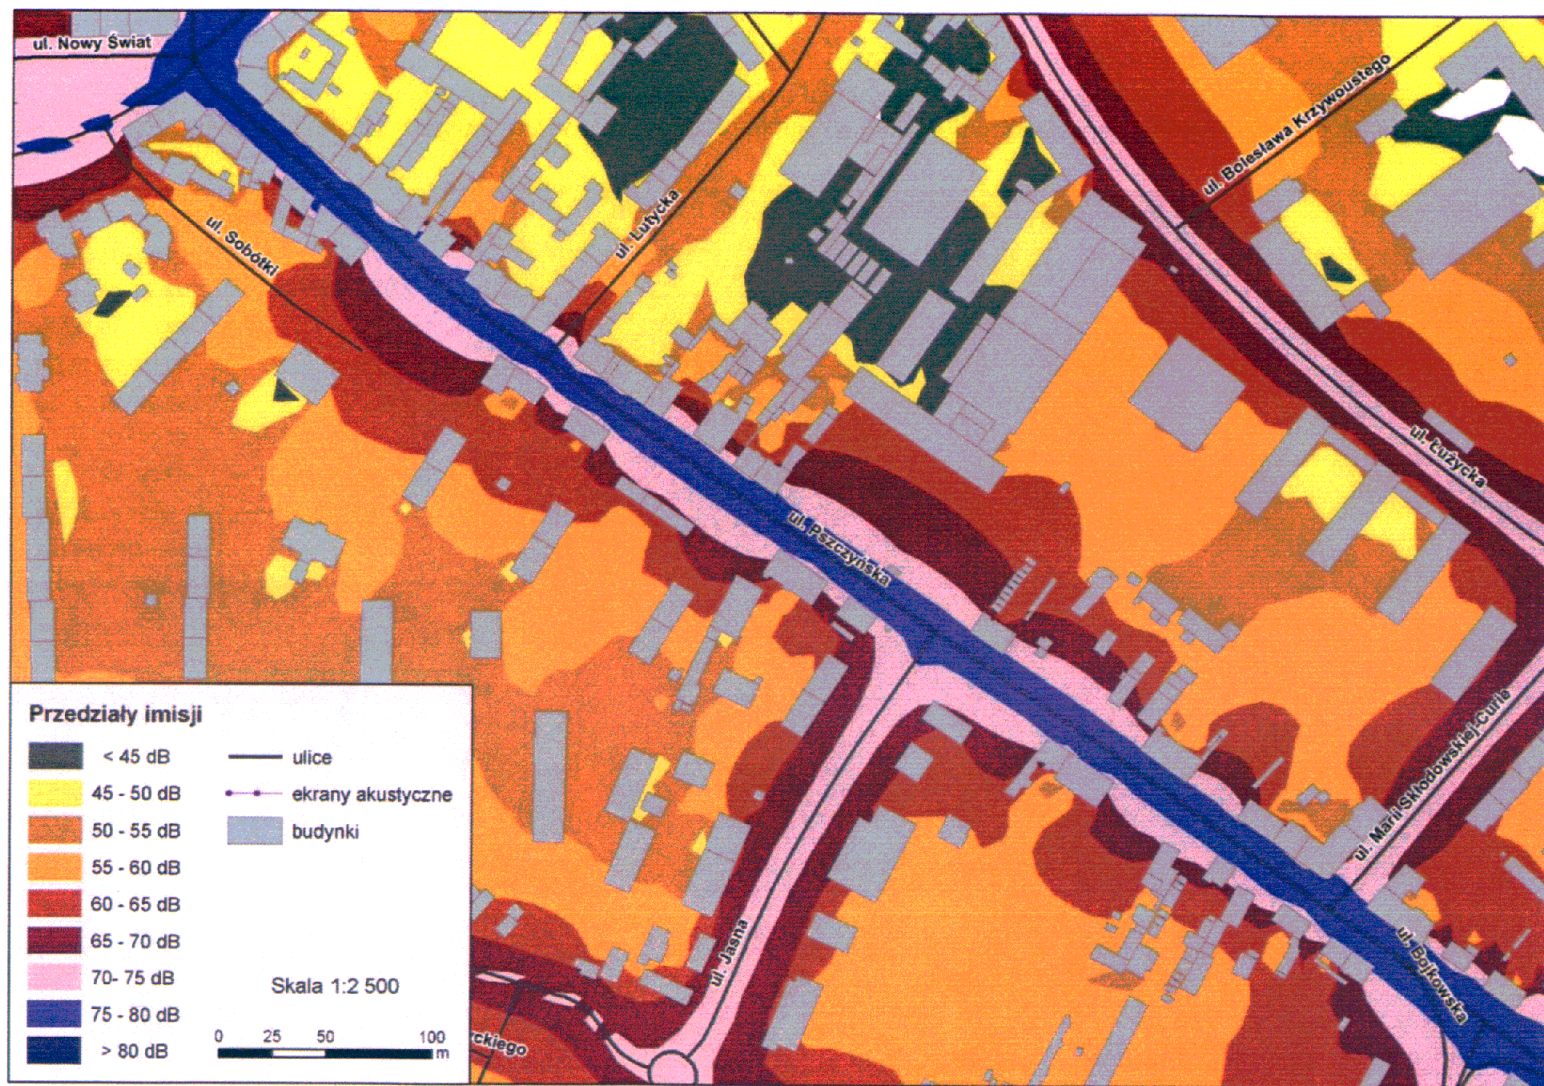 ul. Nowy Świat
ul. Bolesława Krzywoustego
ul. Sobótki
ul. Lutycka
ul. Łużycka
ul. Pszczyńska
ul. Marii Skłodowskiej-Curie
ul. Jasna
ul. Bojkowska
Przedziały imisji
< 45 dB
45 - 50 dB
50 - 55 dB
55 - 60 dB
60 - 65 dB
65 - 70 dB
70- 75 dB
75 - 80 dB
> 80 dB
ulice
ekrany akustyczne
budynki
Skala 1:2 500
0 25 50 100
m
rckiego